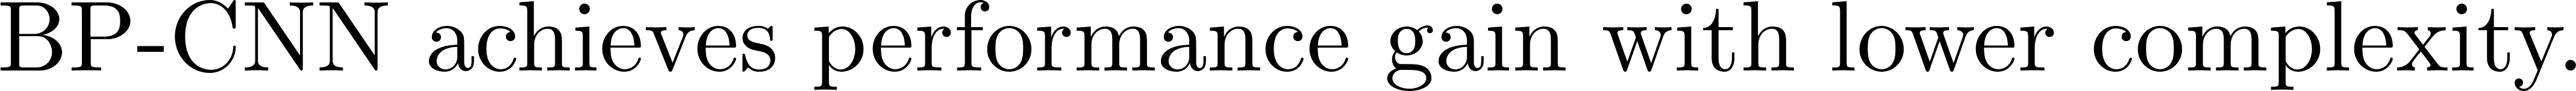 BP-CNN achieves performance gain with lower complexity.